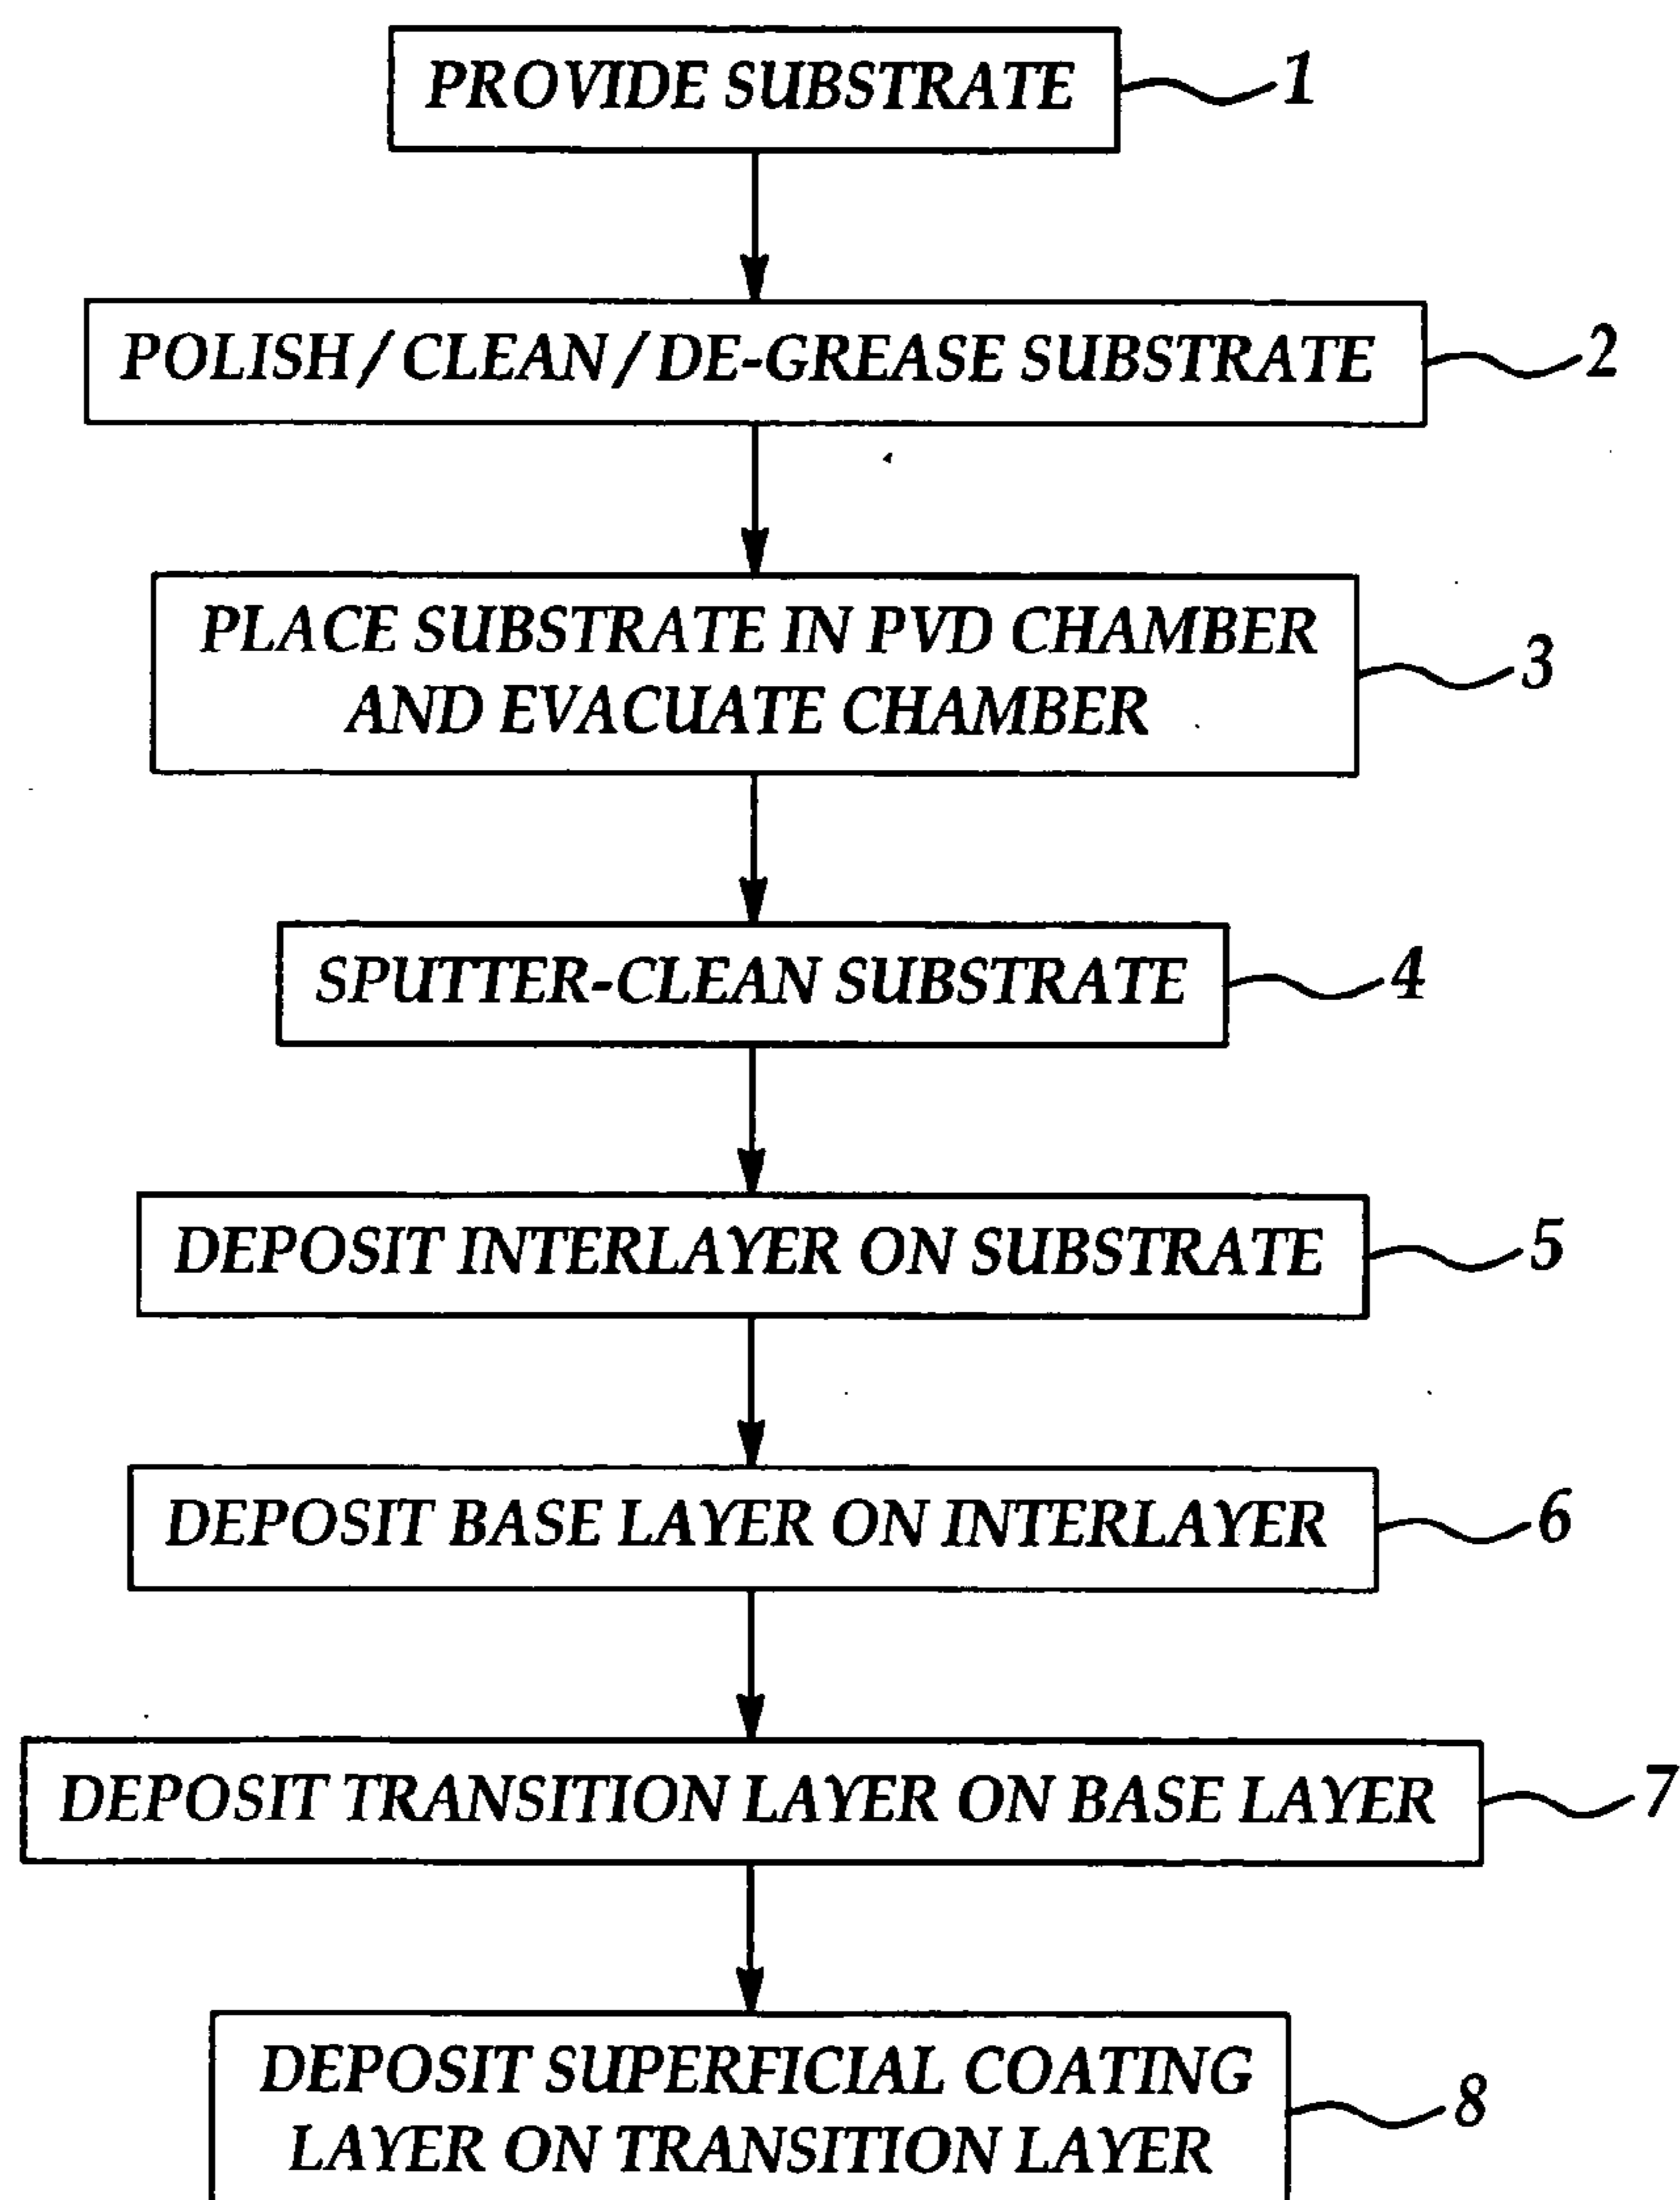 PROVIDE SUBSTRATE 1
POLISH/CLEAN/DE-GREASE SUBSTRATE 2
PLACE SUBSTRATE IN PVD CHAMBER
AND EVACUATE CHAMBER 3
SPUTTER-CLEAN SUBSTRATE 4
DEPOSIT INTERLAYER ON SUBSTRATE 5
DEPOSIT BASE LAYER ON INTERLAYER 6
DEPOSIT TRANSITION LAYER ON BASE LAYER 7
DEPOSIT SUPERFICIAL COATING
LAYER ON TRANSITION LAYER 8